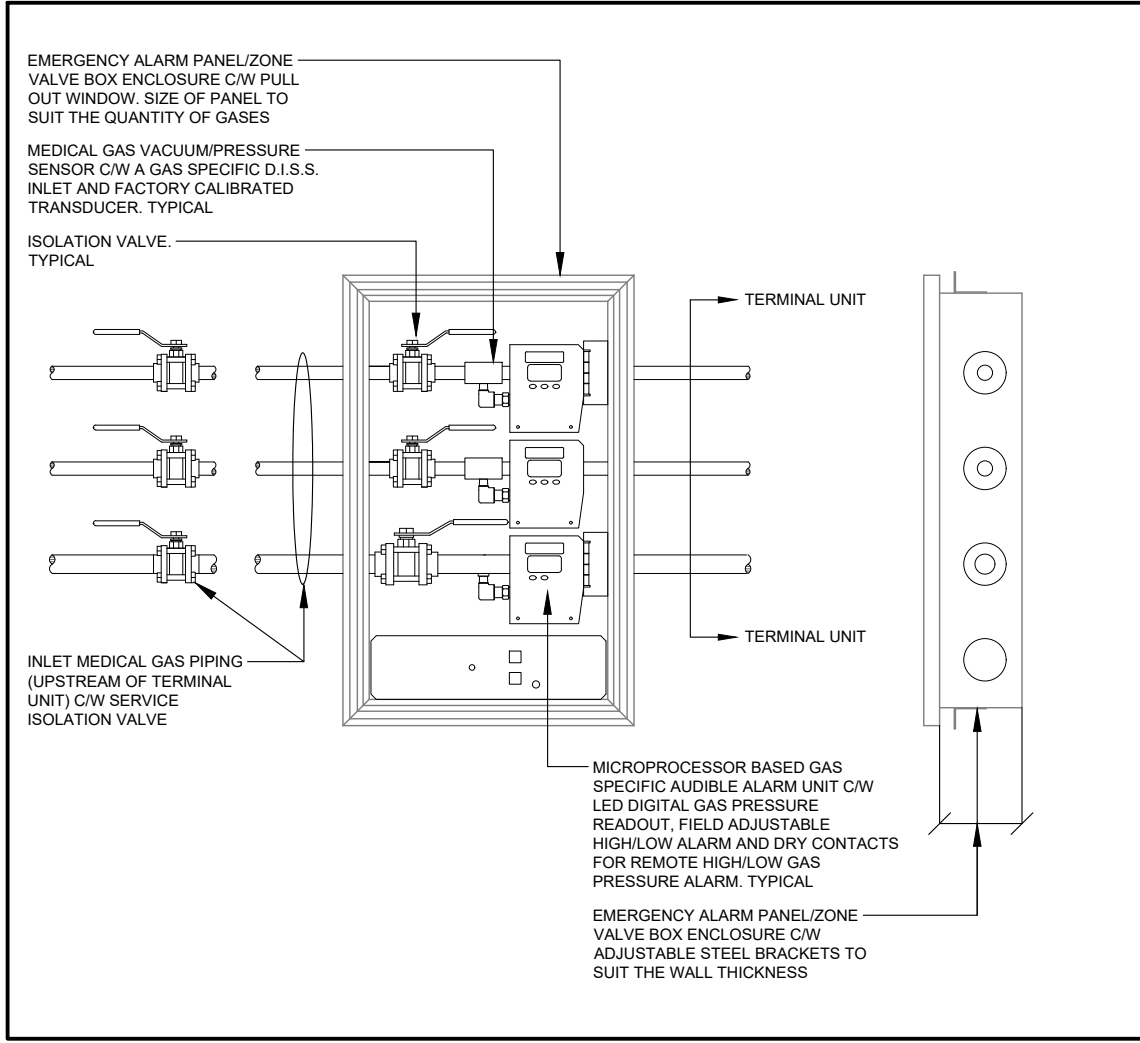 EMERGENCY ALARM PANEL/ZONE
VALVE BOX ENCLOSURE C/W PULL
OUT WINDOW. SIZE OF PANEL TO
SUIT THE QUANTITY OF GASES
MEDICAL GAS VACUUM/PRESSURE
SENSOR C/W A GAS SPECIFIC D.I.S.S.
INLET AND FACTORY CALIBRATED
TRANSDUCER. TYPICAL
ISOLATION VALVE.
TYPICAL
TERMINAL UNIT
TERMINAL UNIT
INLET MEDICAL GAS PIPING
(UPSTREAM OF TERMINAL
UNIT) C/W SERVICE
ISOLATION VALVE
MICROPROCESSOR BASED GAS
SPECIFIC AUDIBLE ALARM UNIT C/W
LED DIGITAL GAS PRESSURE
READOUT, FIELD ADJUSTABLE
HIGH/LOW ALARM AND DRY CONTACTS
FOR REMOTE HIGH/LOW GAS
PRESSURE ALARM. TYPICAL
EMERGENCY ALARM PANEL/ZONE
VALVE BOX ENCLOSURE C/W
ADJUSTABLE STEEL BRACKETS TO
SUIT THE WALL THICKNESS